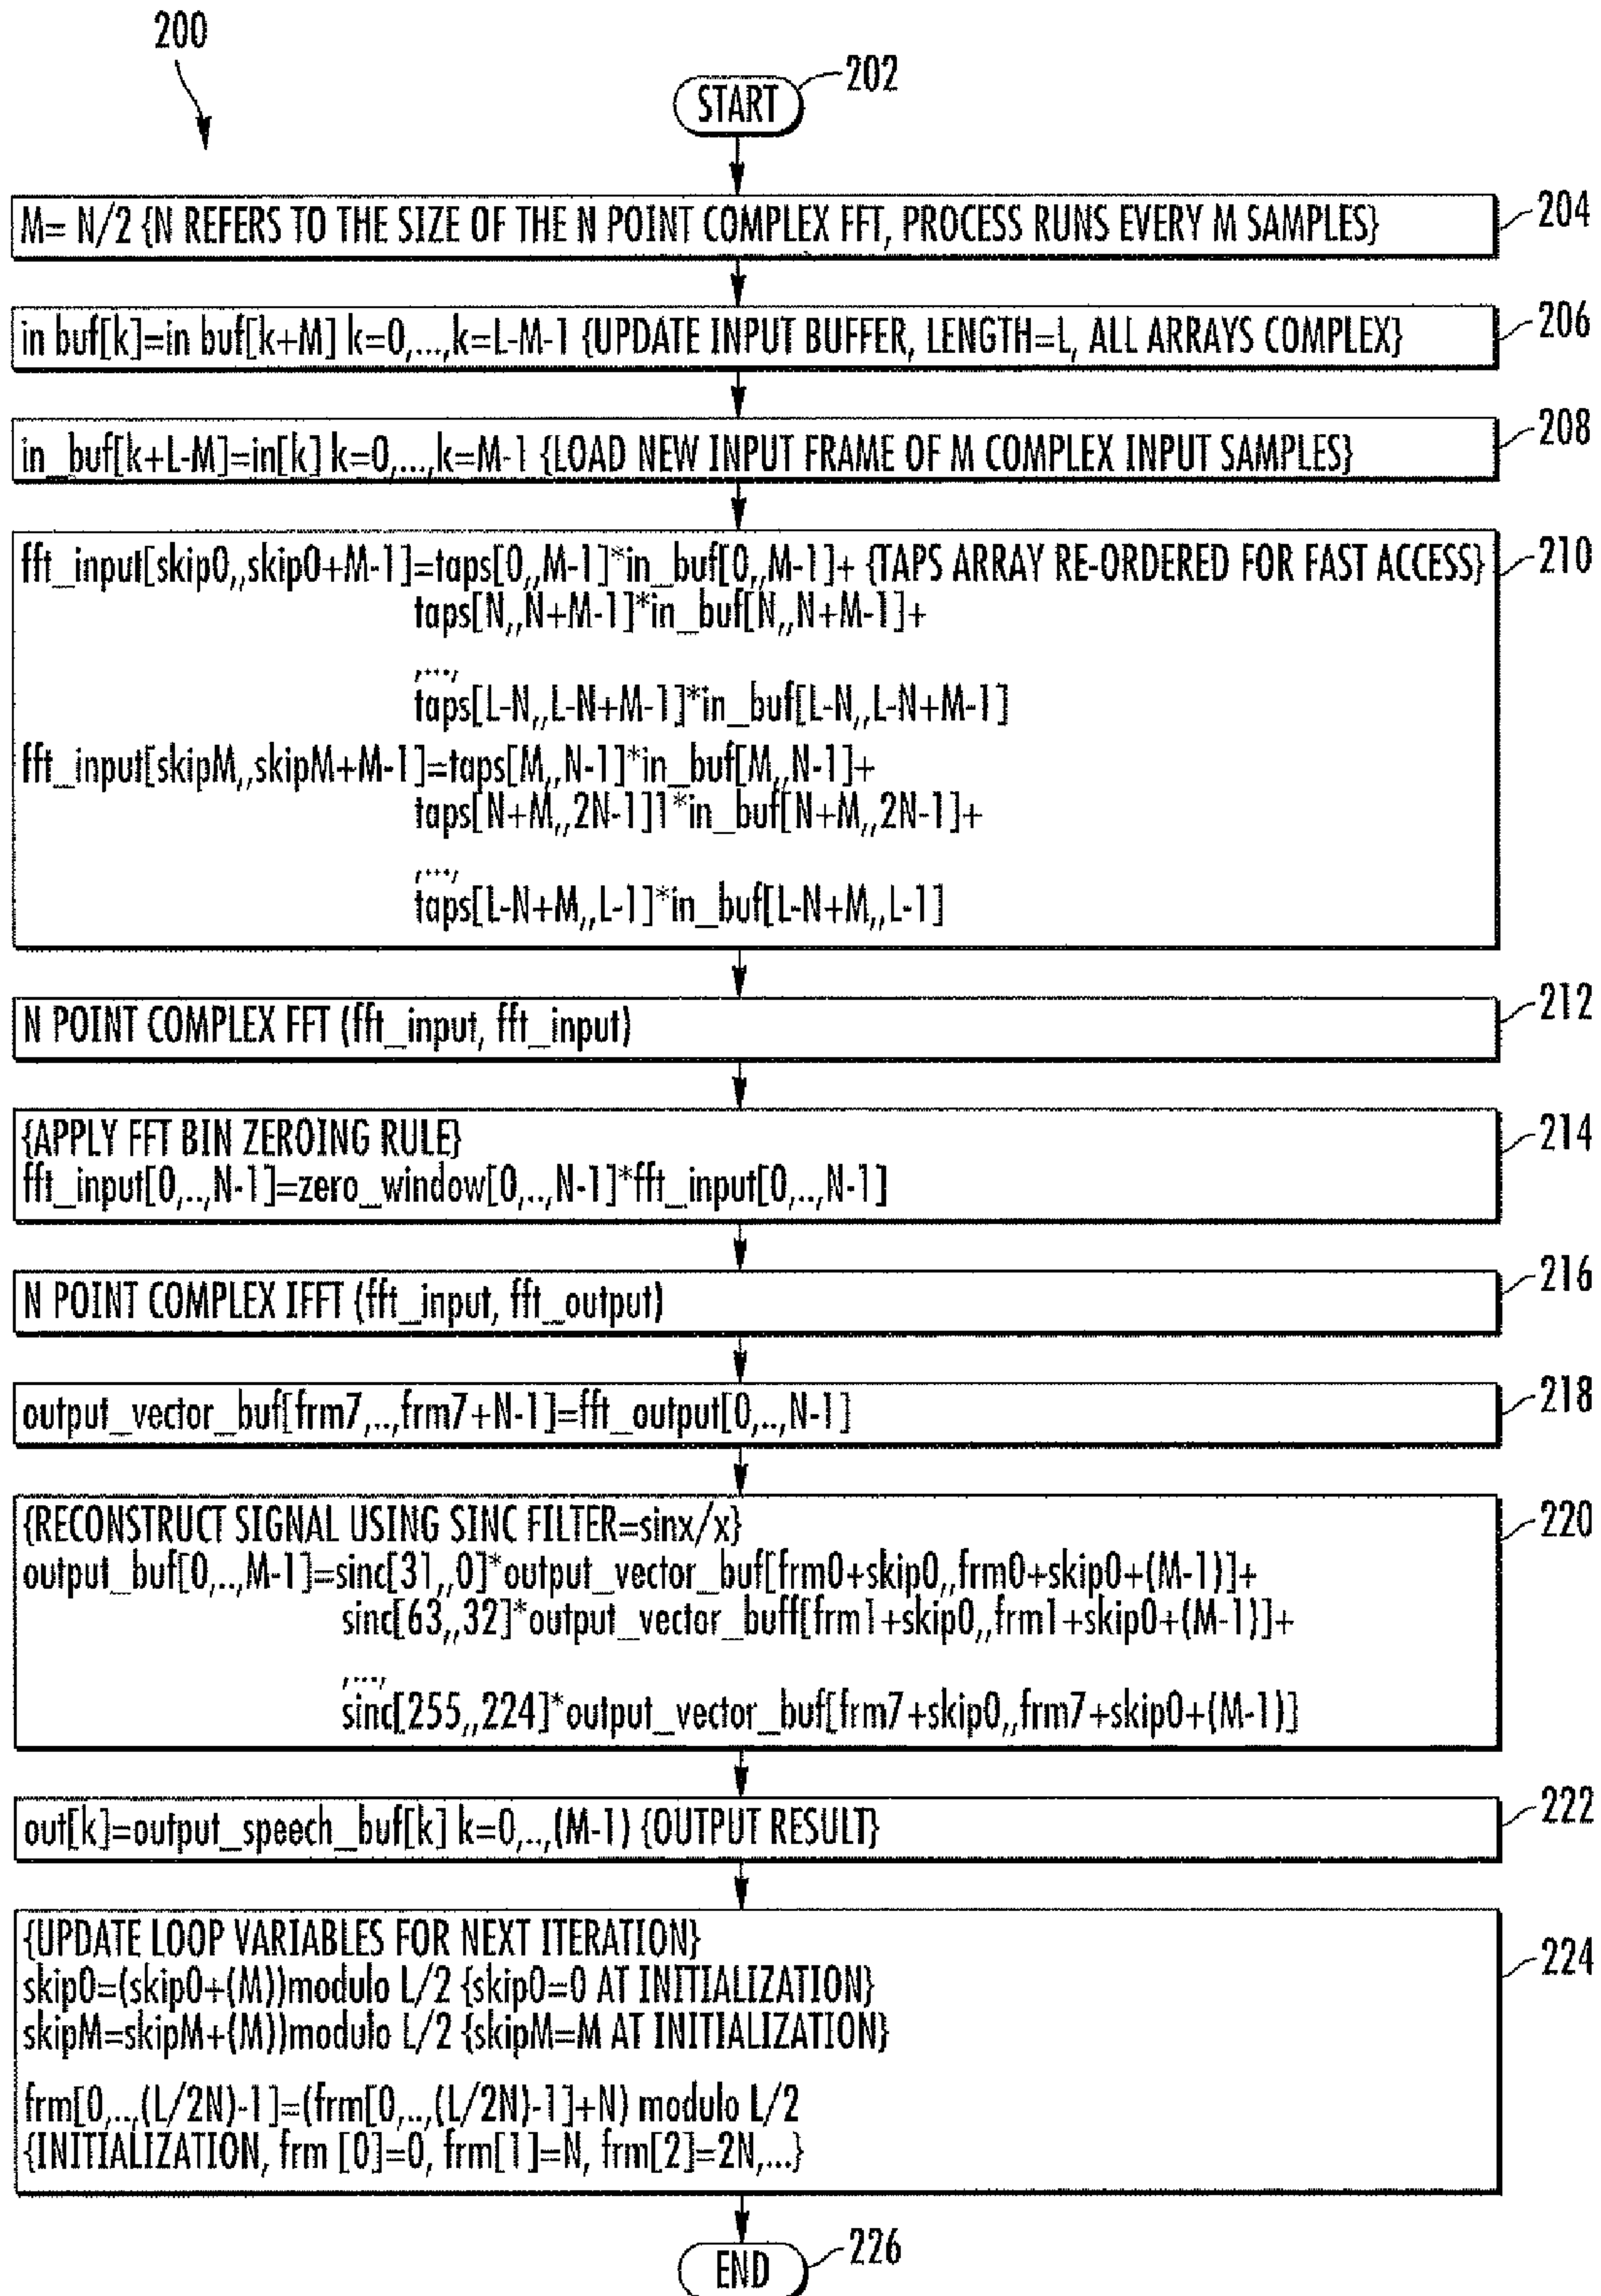 200
START
202
M= N/2 {N REFERS TO THE SIZE OF THE N POINT COMPLEX FFT, PROCESS RUNS EVERY M SAMPLES}
204
in buf[k]=in buf[k+M] k=0,...,k=L-M-1 {UPDATE INPUT BUFFER, LENGTH=L, ALL ARRAYS COMPLEX}
206
in_buf[k+L-M]=in[k] k=0,...,k=M-1 {LOAD NEW INPUT FRAME OF M COMPLEX INPUT SAMPLES}
208
fft_input[skip0,,skip0+M-1]=taps[0,,M-1]*in_buf[0,,M-1]+ {TAPS ARRAY RE-ORDERED FOR FAST ACCESS}
210
taps[N,,N+M-1]*in_buf[N,,N+M-1]+
,...,
taps[L-N,,L-N+M-1]*in_buf[L-N,,L-N+M-1]
fft_input[skipM,,skipM+M-1]=taps[M,,N-1]*in_buf[M,,N-1]+
taps[N+M,,2N-1]1*in_buf[N+M,,2N-1]+
,...,
taps[L-N+M,,L-1]*in_buf[L-N+M,,L-1]
N POINT COMPLEX FFT (fft_input, fft_input)
212
{APPLY FFT BIN ZEROING RULE}
214
fft_input[0,..,N-1]=zero_window[0,..,N-1]*fft_input[0,..,N-1]
N POINT COMPLEX IFFT (fft_input, fft_output)
216
output_vector_buf[frm7,..,frm7+N-1]=fft_output[0,..,N-1]
218
{RECONSTRUCT SIGNAL USING SINC FILTER=sinx/x}
220
output_buf[0,..,M-1]=sinc[31,,0]*output_vector_buf[frm0+skip0,,frm0+skip0+(M-1)]+
sinc[63,,32]*output_vector_buff[frm1+skip0,,frm1+skip0+(M-1)]+
,...,
sinc[255,,224]*output_vector_buf[frm7+skip0,,frm7+skip0+(M-1)]
out[k]=output_speech_buf[k] k=0,..,(M-1) {OUTPUT RESULT}
222
{UPDATE LOOP VARIABLES FOR NEXT ITERATION}
224
skip0=(skip0+(M))modulo L/2 {skip0=0 AT INITIALIZATION}
skipM=skipM+(M))modulo L/2 {skipM=M AT INITIALIZATION}
frm[0,..,(L/2N)-1]=(frm[0,..,(L/2N)-1]+N) modulo L/2
{INITIALIZATION, frm [0]=0, frm[1]=N, frm[2]=2N,...}
END
226